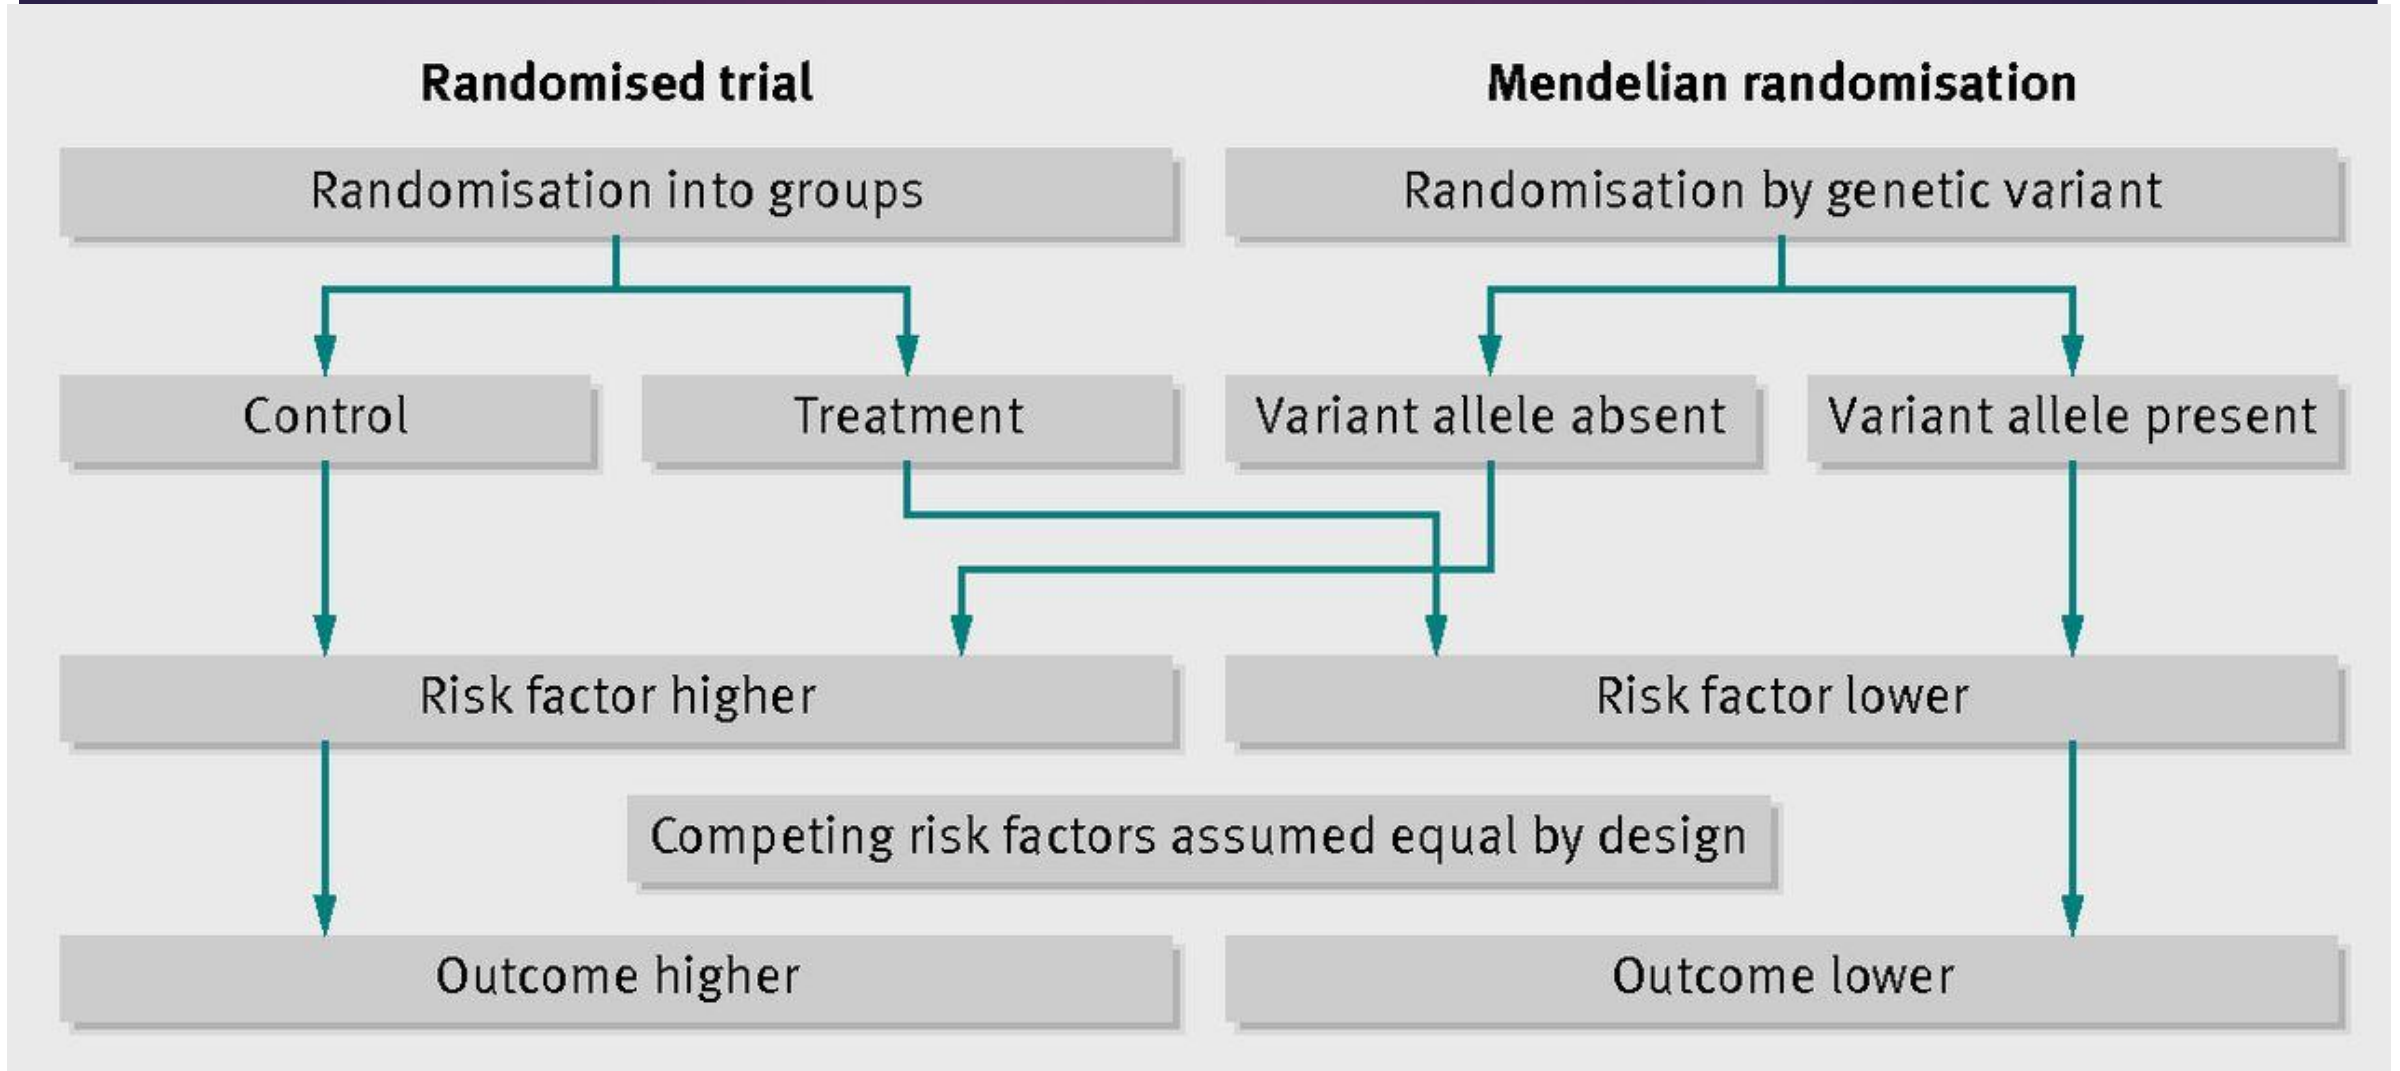 Randomised trial
Mendelian randomisation
Randomisation into groups
Randomisation by genetic variant
Control
Treatment
Variant allele absent
Variant allele present
Risk factor higher
Risk factor lower
Competing risk factors assumed equal by design
Outcome higher
Outcome lower